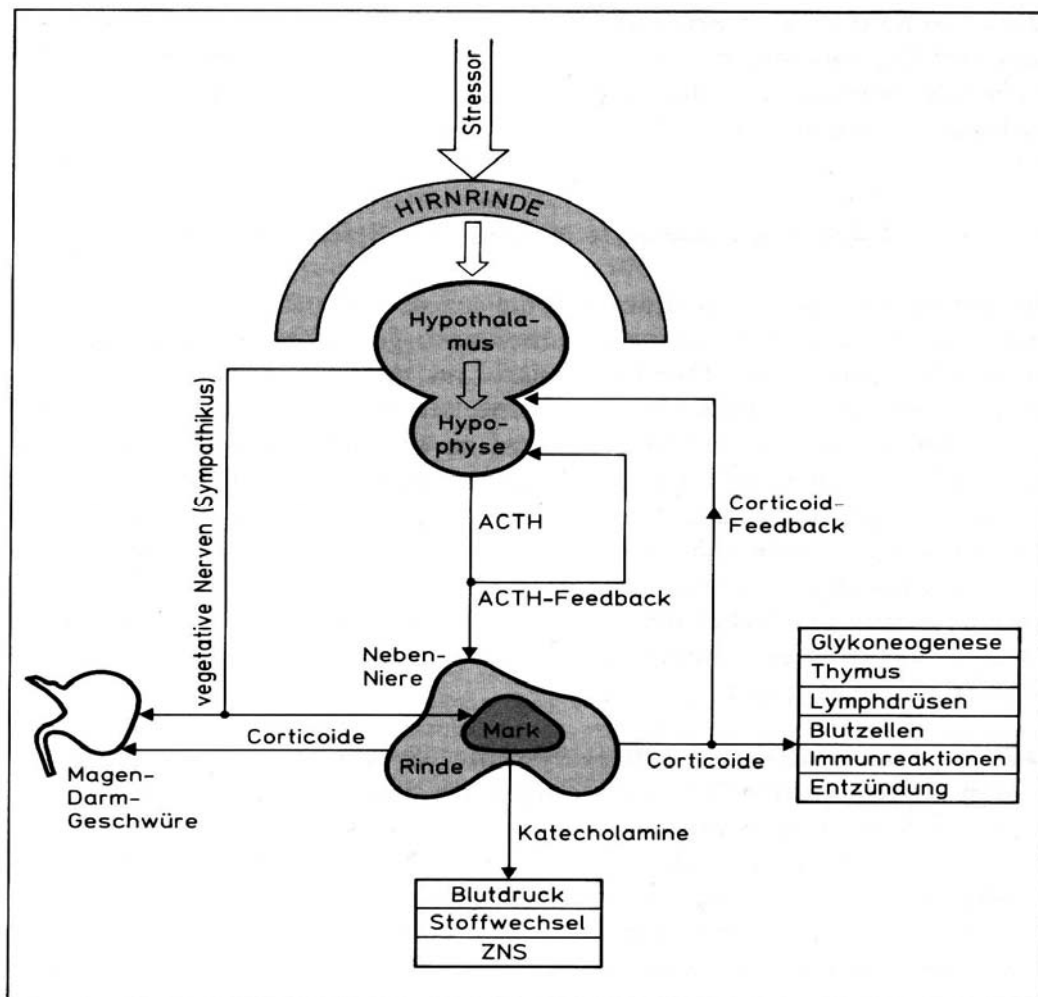 Stressor
HIRNRINDE
Hypothala-
mus
Hypo-
physe
vegetative Nerven (Sympathikus)
ACTH
Corticoid-
Feedback
ACTH-Feedback
Neben-
Niere
Glykoneogenese
Thymus
Lymphdrüsen
Blutzellen
Immunreaktionen
Entzündung
Mark
Corticoide
Rinde
Corticoide
Magen-
Darm-
Geschwüre
Katecholamine
Blutdruck
Stoffwechsel
ZNS